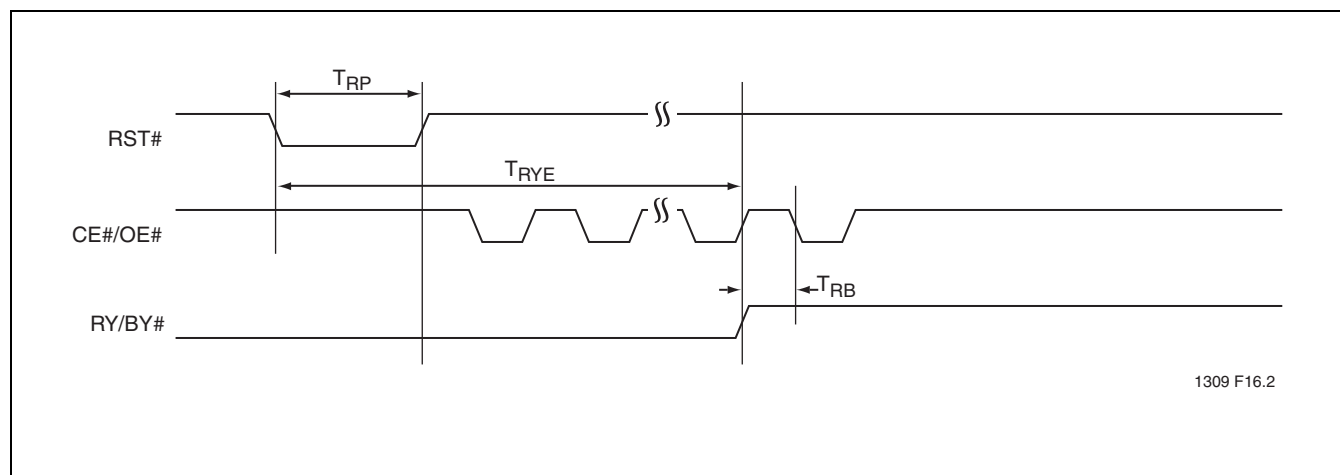 TRP
RST#
TRYE
CE#/OE#
TRB
RY/BY#
1309 F16.2